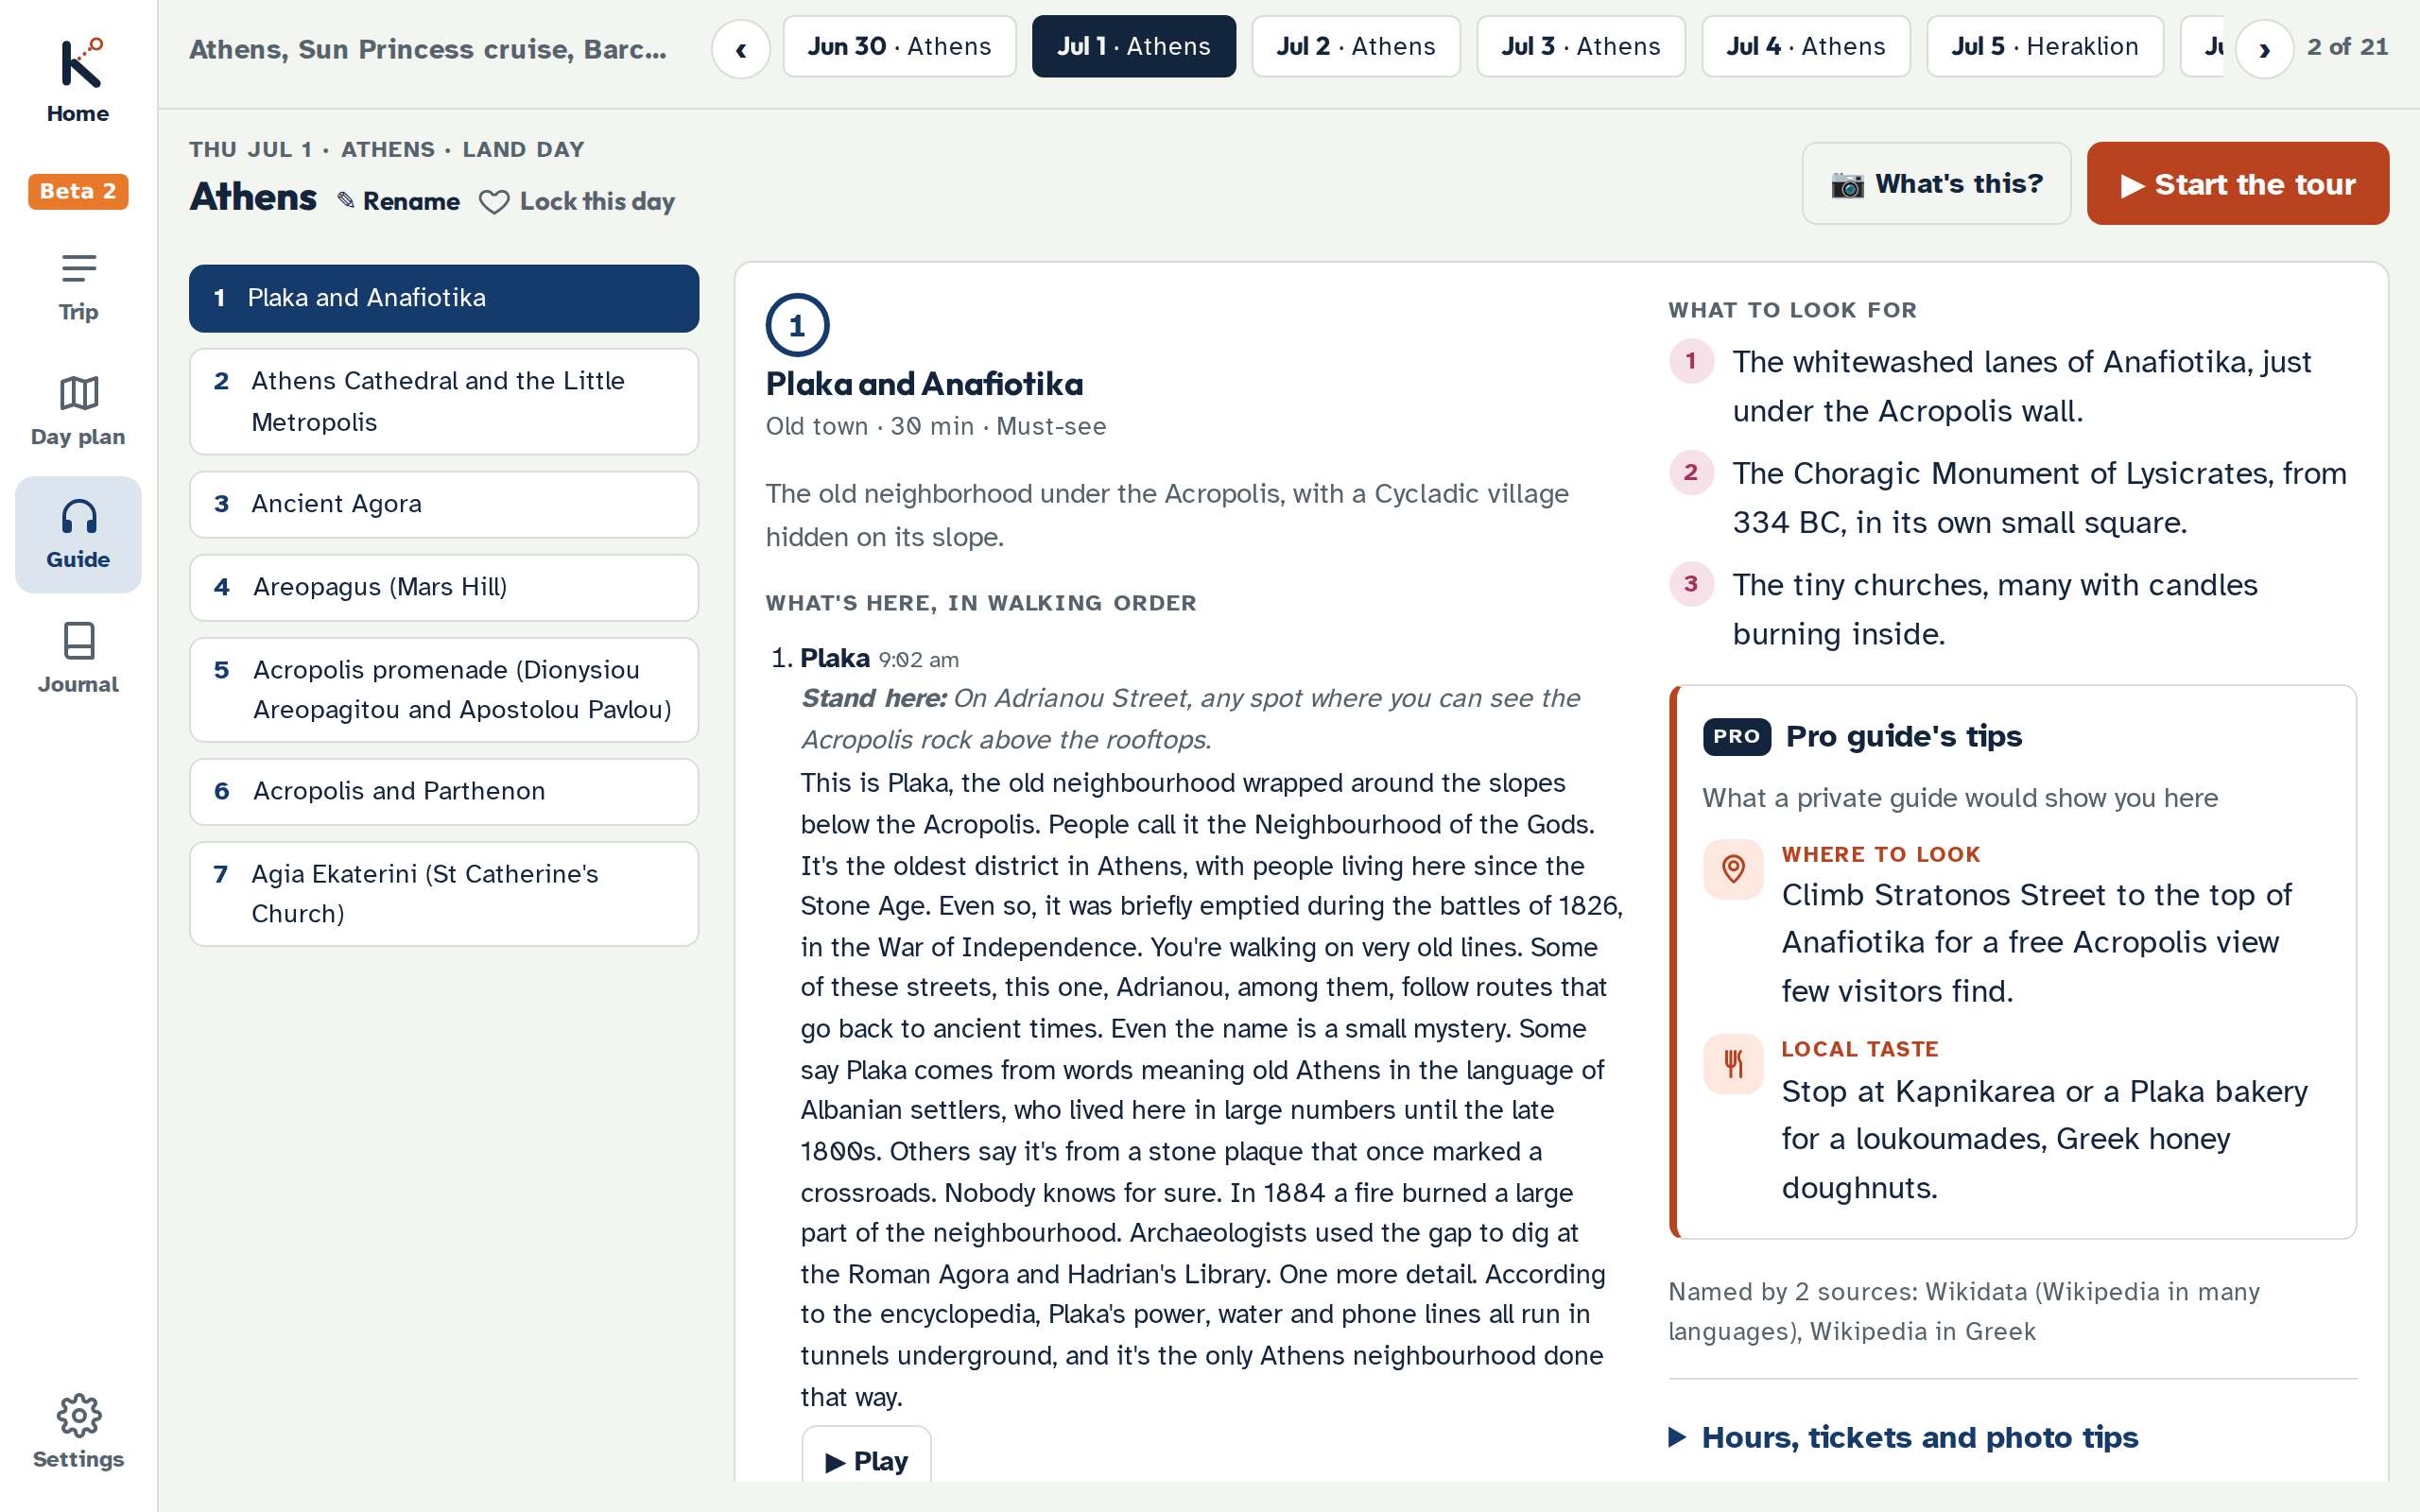 Athens, Sun Princess cruise, Barc...
‹
Jun 30 · Athens
Jul 1 · Athens
Jul 2 · Athens
Jul 3 · Athens
Jul 4 · Athens
Jul 5 · Heraklion
›
2 of 21
Home
Beta 2
Trip
Day plan
Guide
Journal
Settings
THU JUL 1 · ATHENS · LAND DAY
Athens
✎ Rename
Lock this day
What's this?
▶ Start the tour
1 Plaka and Anafiotika
2 Athens Cathedral and the Little
Metropolis
3 Ancient Agora
4 Areopagus (Mars Hill)
5 Acropolis promenade (Dionysiou
Areopagitou and Apostolou Pavlou)
6 Acropolis and Parthenon
7 Agia Ekaterini (St Catherine's
Church)
1
Plaka and Anafiotika
Old town · 30 min · Must-see
The old neighborhood under the Acropolis, with a Cycladic village
hidden on its slope.
WHAT'S HERE, IN WALKING ORDER
1. Plaka 9:02 am
Stand here: On Adrianou Street, any spot where you can see the
Acropolis rock above the rooftops.
This is Plaka, the old neighbourhood wrapped around the slopes
below the Acropolis. People call it the Neighbourhood of the Gods.
It's the oldest district in Athens, with people living here since the
Stone Age. Even so, it was briefly emptied during the battles of 1826,
in the War of Independence. You're walking on very old lines. Some
of these streets, this one, Adrianou, among them, follow routes that
go back to ancient times. Even the name is a small mystery. Some
say Plaka comes from words meaning old Athens in the language of
Albanian settlers, who lived here in large numbers until the late
1800s. Others say it's from a stone plaque that once marked a
crossroads. Nobody knows for sure. In 1884 a fire burned a large
part of the neighbourhood. Archaeologists used the gap to dig at
the Roman Agora and Hadrian's Library. One more detail. According
to the encyclopedia, Plaka's power, water and phone lines all run in
tunnels underground, and it's the only Athens neighbourhood done
that way.
▶ Play
WHAT TO LOOK FOR
1 The whitewashed lanes of Anafiotika, just
under the Acropolis wall.
2 The Choragic Monument of Lysicrates, from
334 BC, in its own small square.
3 The tiny churches, many with candles
burning inside.
PRO Pro guide's tips
What a private guide would show you here
WHERE TO LOOK
Climb Stratonos Street to the top of
Anafiotika for a free Acropolis view
few visitors find.
LOCAL TASTE
Stop at Kapnikarea or a Plaka bakery
for a loukoumades, Greek honey
doughnuts.
Named by 2 sources: Wikidata (Wikipedia in many
languages), Wikipedia in Greek
▶ Hours, tickets and photo tips